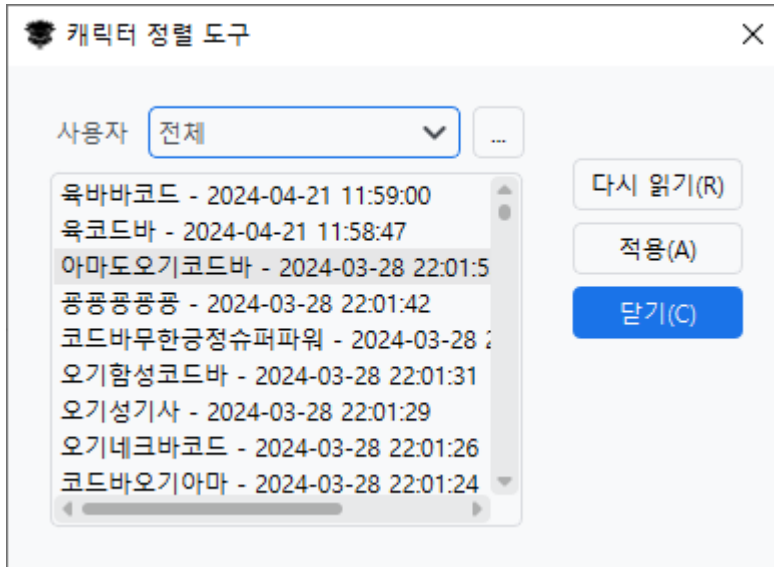 캐릭터 정렬 도구
사용자
전체
...
육바바코드 - 2024-04-21 11:59:00
육코드바 - 2024-04-21 11:58:47
아마도오기코드바 - 2024-03-28 22:01:5
푱푱푱푱푱 - 2024-03-28 22:01:42
코드바무한긍정슈퍼파워 - 2024-03-28
오기함성코드바 - 2024-03-28 22:01:31
오기성기사 - 2024-03-28 22:01:29
오기네크바코드 - 2024-03-28 22:01:26
코드바오기아마 - 2024-03-28 22:01:24
다시 읽기(R)
적용(A)
닫기(C)